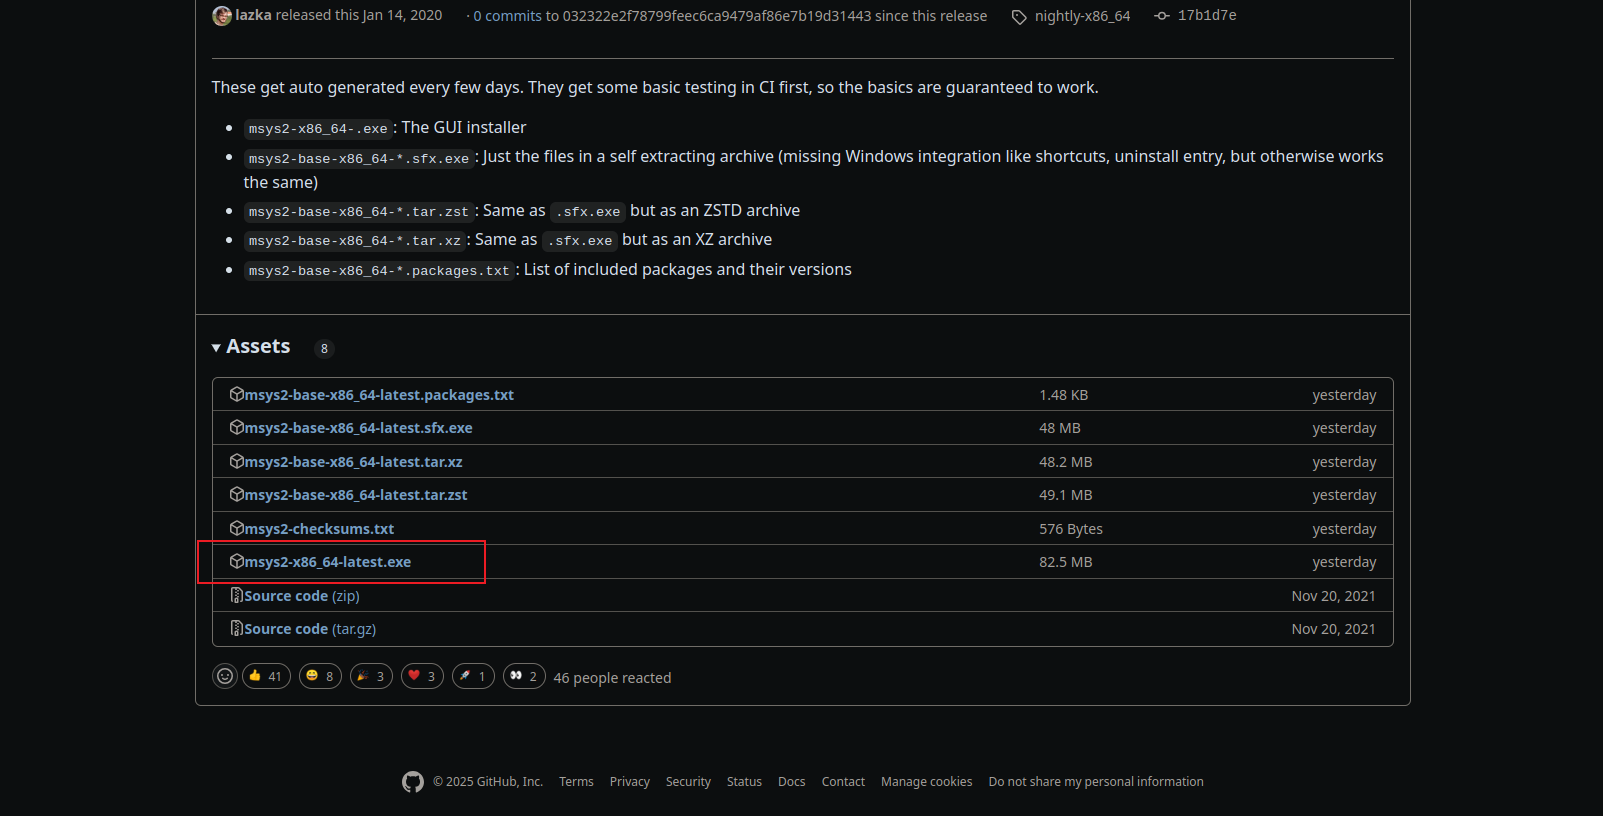 lazka released this Jan 14, 2020 · 0 commits to 032322e2f78799feec6ca9479af86e7b19d31443 since this release nightly-x86_64 17b1d7e
These get auto generated every few days. They get some basic testing in CI first, so the basics are guaranteed to work.
• msys2-x86_64-.exe: The GUI installer
• msys2-base-x86_64-*.sfx.exe: Just the files in a self extracting archive (missing Windows integration like shortcuts, uninstall entry, but otherwise works
the same)
• msys2-base-x86_64-*.tar.zst: Same as .sfx.exe but as an ZSTD archive
• msys2-base-x86_64-*.tar.xz: Same as .sfx.exe but as an XZ archive
• msys2-base-x86_64-*.packages.txt: List of included packages and their versions
Assets 8
msys2-base-x86_64-latest.packages.txt 1.48 KB yesterday
msys2-base-x86_64-latest.sfx.exe 48 MB yesterday
msys2-base-x86_64-latest.tar.xz 48.2 MB yesterday
msys2-base-x86_64-latest.tar.zst 49.1 MB yesterday
msys2-checksums.txt 576 Bytes yesterday
msys2-x86_64-latest.exe 82.5 MB yesterday
Source code (zip) Nov 20, 2021
Source code (tar.gz) Nov 20, 2021
👍 41 😄 8 🎉 3 ❤️ 3 🚀 1 👀 2 46 people reacted
© 2025 GitHub, Inc. Terms Privacy Security Status Docs Contact Manage cookies Do not share my personal information